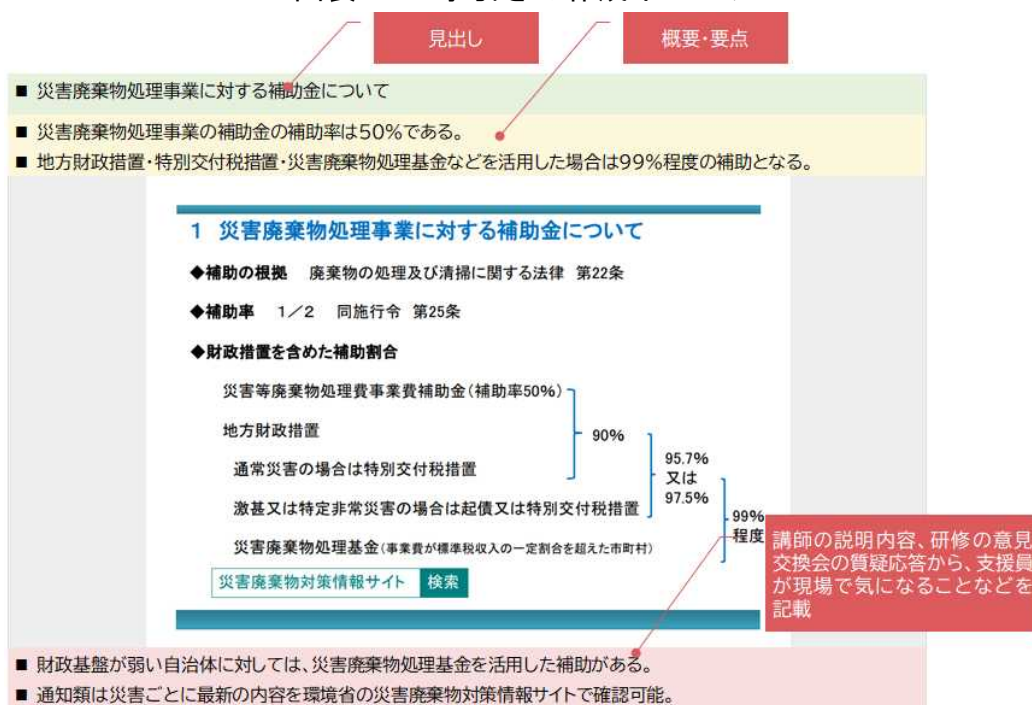 見出し
概要・要点
■ 災害廃棄物処理事業に対する補助金について
■ 災害廃棄物処理事業の補助金の補助率は50%である。
■ 地方財政措置・特別交付税措置・災害廃棄物処理基金などを活用した場合は99%程度の補助となる。
1 災害廃棄物処理事業に対する補助金について
◆補助の根拠 廃棄物の処理及び清掃に関する法律 第22条
◆補助率 1/2 同施行令 第25条
◆財政措置を含めた補助割合
災害等廃棄物処理費事業費補助金(補助率50%)
地方財政措置
90%
通常災害の場合は特別交付税措置
95.7%
又は
97.5%
激甚又は特定非常災害の場合は起債又は特別交付税措置
99%
程度
災害廃棄物処理基金(事業費が標準税収入の一定割合を超えた市町村)
災害廃棄物対策情報サイト 検索
講師の説明内容、研修の意見
交換会の質疑応答から、支援員
が現場で気になることなどを
記載
■ 財政基盤が弱い自治体に対しては、災害廃棄物処理基金を活用した補助がある。
■ 通知類は災害ごとに最新の内容を環境省の災害廃棄物対策情報サイトで確認可能。